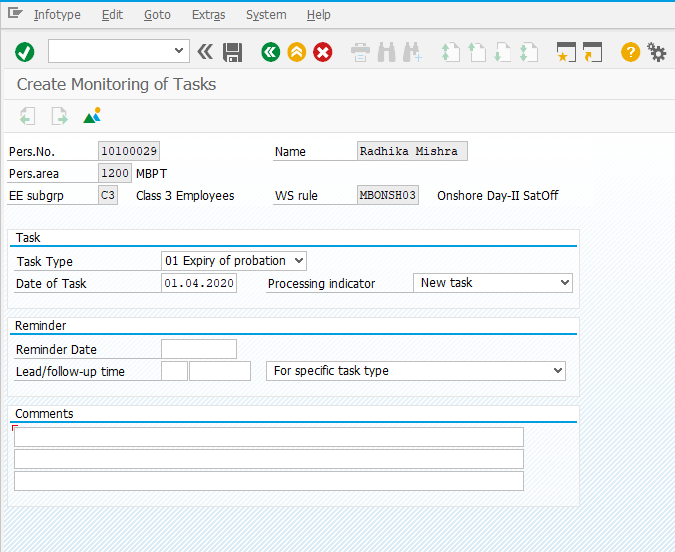 Infotype Edit Goto Extras System Help
Create Monitoring of Tasks
Pers.No. 10100029 Name Radhika Mishra
Pers.area 1200 MBPT
EE subgrp C3 Class 3 Employees WS rule MBONSH03 Onshore Day-II SatOff
Task
Task Type 01 Expiry of probation
Date of Task 01.04.2020 Processing indicator New task
Reminder
Reminder Date
Lead/follow-up time For specific task type
Comments